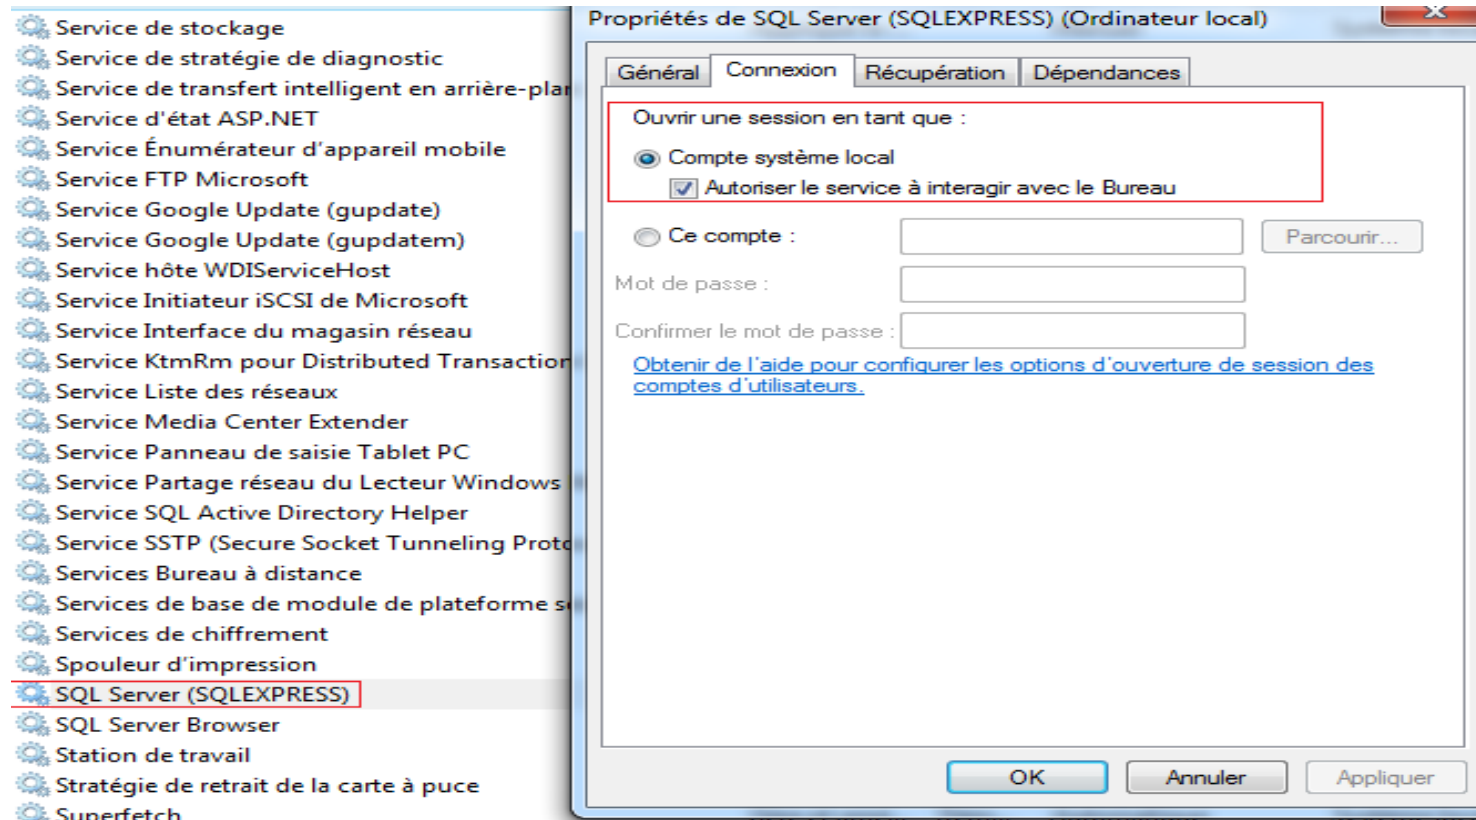 Service de stockage
Service de stratégie de diagnostic
Service de transfert intelligent en arrière-plan
Service d'état ASP.NET
Service Énumérateur d'appareil mobile
Service FTP Microsoft
Service Google Update (gupdate)
Service Google Update (gupdatem)
Service hôte WDIServiceHost
Service Initiateur iSCSI de Microsoft
Service Interface du magasin réseau
Service KtmRm pour Distributed Transaction
Service Liste des réseaux
Service Media Center Extender
Service Panneau de saisie Tablet PC
Service Partage réseau du Lecteur Windows
Service SQL Active Directory Helper
Service SSTP (Secure Socket Tunneling Proto
Services Bureau à distance
Services de base de module de plateforme
Services de chiffrement
Spouleur d'impression
SQL Server (SQLEXPRESS)
SQL Server Browser
Station de travail
Stratégie de retrait de la carte à puce
Superfetch
Propriétés de SQL Server (SQLEXPRESS) (Ordinateur local)
Général Connexion Récupération Dépendances
Ouvrir une session en tant que :
Compte système local
Autoriser le service à interagir avec le Bureau
Ce compte : Parcourir...
Mot de passe :
Confirmer le mot de passe :
Obtenir de l'aide pour configurer les options d'ouverture de session des
comptes d'utilisateurs.
OK Annuler Appliquer